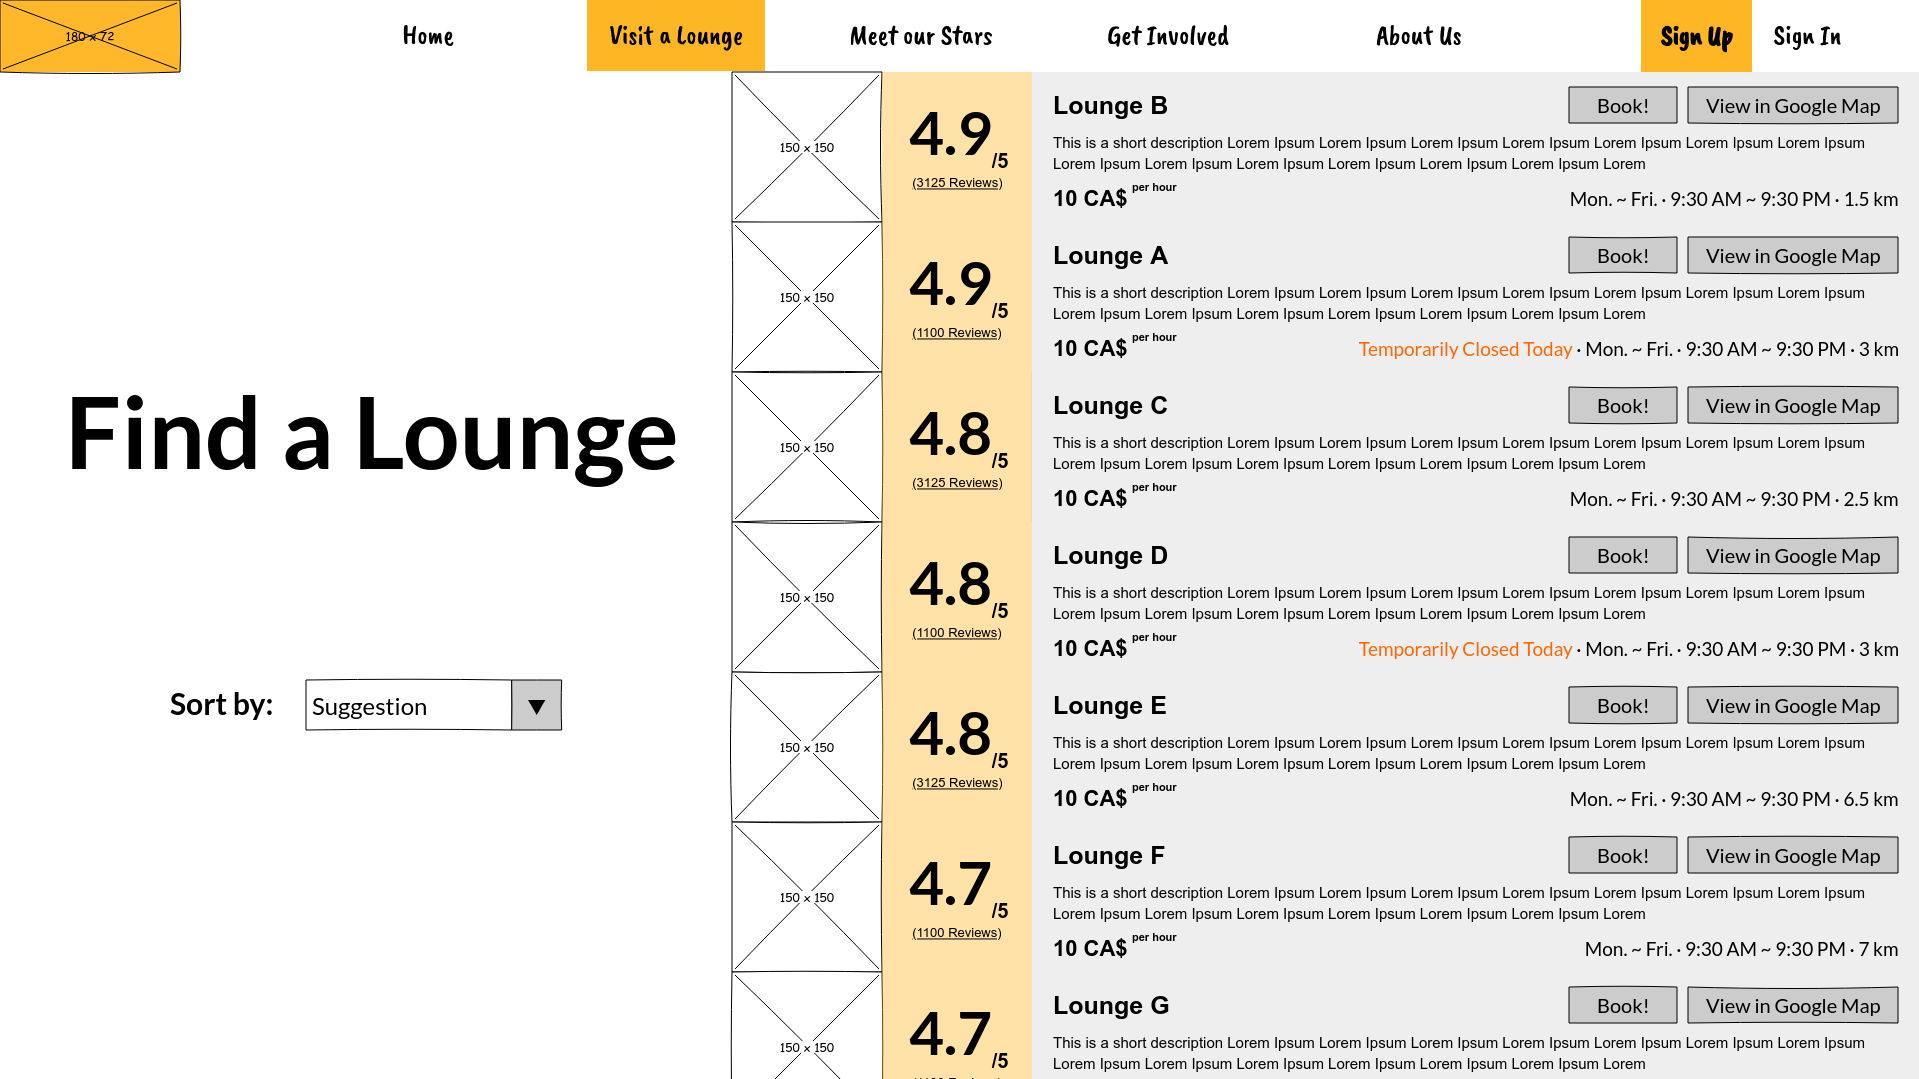 180 x 72
Home
Visit a Lounge
Meet our Stars
Get Involved
About Us
Sign Up
Sign In
Find a Lounge
Sort by:
Suggestion
150 x 150
4.9/5
(3125 Reviews)
Lounge B
Book!
View in Google Map
This is a short description Lorem Ipsum Lorem Ipsum Lorem Ipsum Lorem Ipsum Lorem Ipsum Lorem Ipsum Lorem Ipsum
Lorem Ipsum Lorem Ipsum Lorem Ipsum Lorem Ipsum Lorem Ipsum Lorem Ipsum Lorem
10 CA$ per hour
Mon. ~ Fri. · 9:30 AM ~ 9:30 PM · 1.5 km
150 x 150
4.9/5
(1100 Reviews)
Lounge A
Book!
View in Google Map
This is a short description Lorem Ipsum Lorem Ipsum Lorem Ipsum Lorem Ipsum Lorem Ipsum Lorem Ipsum Lorem Ipsum
Lorem Ipsum Lorem Ipsum Lorem Ipsum Lorem Ipsum Lorem Ipsum Lorem Ipsum Lorem
10 CA$ per hour
Temporarily Closed Today · Mon. ~ Fri. · 9:30 AM ~ 9:30 PM · 3 km
150 x 150
4.8/5
(3125 Reviews)
Lounge C
Book!
View in Google Map
This is a short description Lorem Ipsum Lorem Ipsum Lorem Ipsum Lorem Ipsum Lorem Ipsum Lorem Ipsum Lorem Ipsum
Lorem Ipsum Lorem Ipsum Lorem Ipsum Lorem Ipsum Lorem Ipsum Lorem Ipsum Lorem
10 CA$ per hour
Mon. ~ Fri. · 9:30 AM ~ 9:30 PM · 2.5 km
150 x 150
4.8/5
(1100 Reviews)
Lounge D
Book!
View in Google Map
This is a short description Lorem Ipsum Lorem Ipsum Lorem Ipsum Lorem Ipsum Lorem Ipsum Lorem Ipsum Lorem Ipsum
Lorem Ipsum Lorem Ipsum Lorem Ipsum Lorem Ipsum Lorem Ipsum Lorem Ipsum Lorem
10 CA$ per hour
Temporarily Closed Today · Mon. ~ Fri. · 9:30 AM ~ 9:30 PM · 3 km
150 x 150
4.8/5
(3125 Reviews)
Lounge E
Book!
View in Google Map
This is a short description Lorem Ipsum Lorem Ipsum Lorem Ipsum Lorem Ipsum Lorem Ipsum Lorem Ipsum Lorem Ipsum
Lorem Ipsum Lorem Ipsum Lorem Ipsum Lorem Ipsum Lorem Ipsum Lorem Ipsum Lorem
10 CA$ per hour
Mon. ~ Fri. · 9:30 AM ~ 9:30 PM · 6.5 km
150 x 150
4.7/5
(1100 Reviews)
Lounge F
Book!
View in Google Map
This is a short description Lorem Ipsum Lorem Ipsum Lorem Ipsum Lorem Ipsum Lorem Ipsum Lorem Ipsum Lorem Ipsum
Lorem Ipsum Lorem Ipsum Lorem Ipsum Lorem Ipsum Lorem Ipsum Lorem Ipsum Lorem
10 CA$ per hour
Mon. ~ Fri. · 9:30 AM ~ 9:30 PM · 7 km
150 x 150
4.7/5
Lounge G
Book!
View in Google Map
This is a short description Lorem Ipsum Lorem Ipsum Lorem Ipsum Lorem Ipsum Lorem Ipsum Lorem Ipsum Lorem Ipsum
Lorem Ipsum Lorem Ipsum Lorem Ipsum Lorem Ipsum Lorem Ipsum Lorem Ipsum Lorem